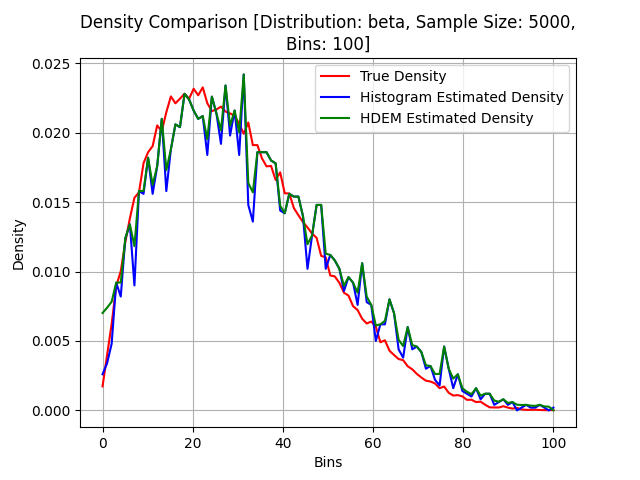 Density Comparison [Distribution: beta, Sample Size: 5000,
Bins: 100]
True Density
Histogram Estimated Density
HDEM Estimated Density
Density
0.025
0.020
0.015
0.010
0.005
0.000
0 20 40 60 80 100
Bins